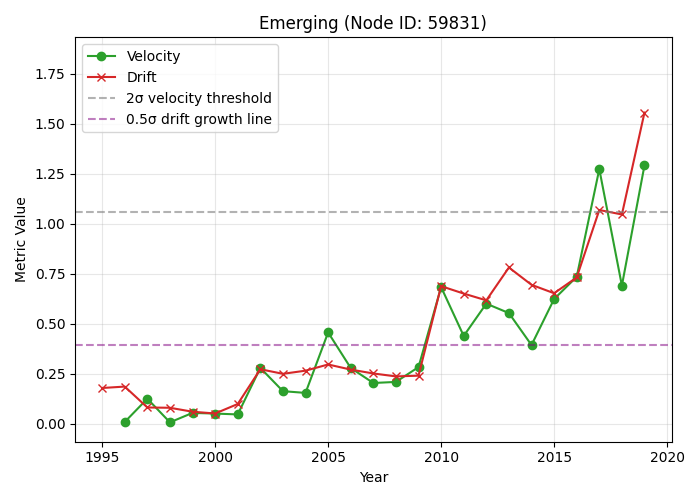 Emerging (Node ID: 59831)
Velocity
Drift
2σ velocity threshold
0.5σ drift growth line
Metric Value
1.75
1.50
1.25
1.00
0.75
0.50
0.25
0.00
1995 2000 2005 2010 2015 2020
Year